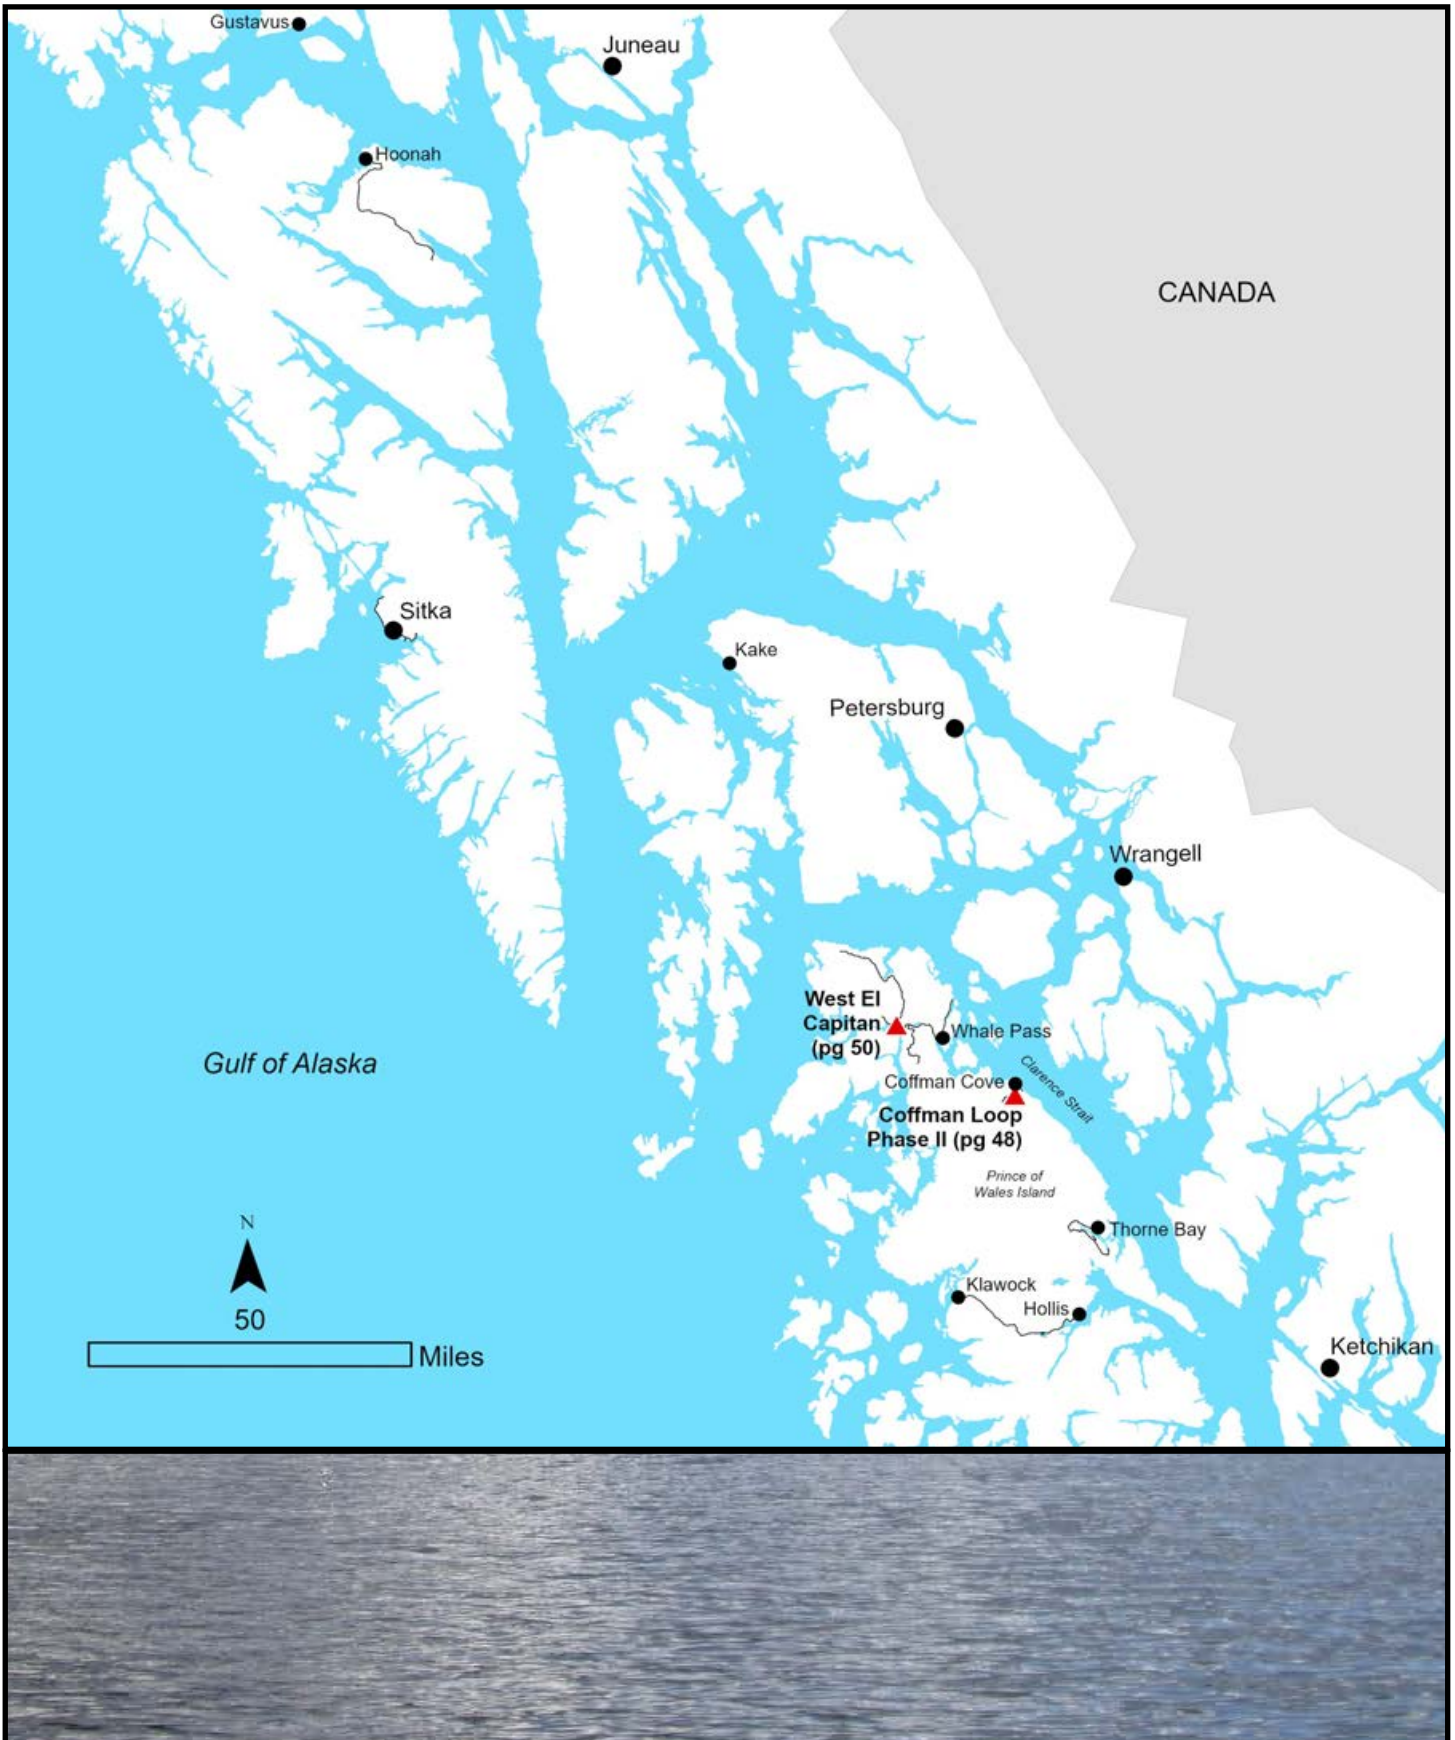 Gustavus
Juneau
Hoonah
CANADA
Sitka
Kake
Petersburg
Wrangell
West El
Capitan
(pg 50)
Whale Pass
Gulf of Alaska
Clarence Strait
Coffman Cove
Coffman Loop
Phase II (pg 48)
Prince of
Wales Island
N
Thorne Bay
Klawock
Hollis
50
Miles
Ketchikan